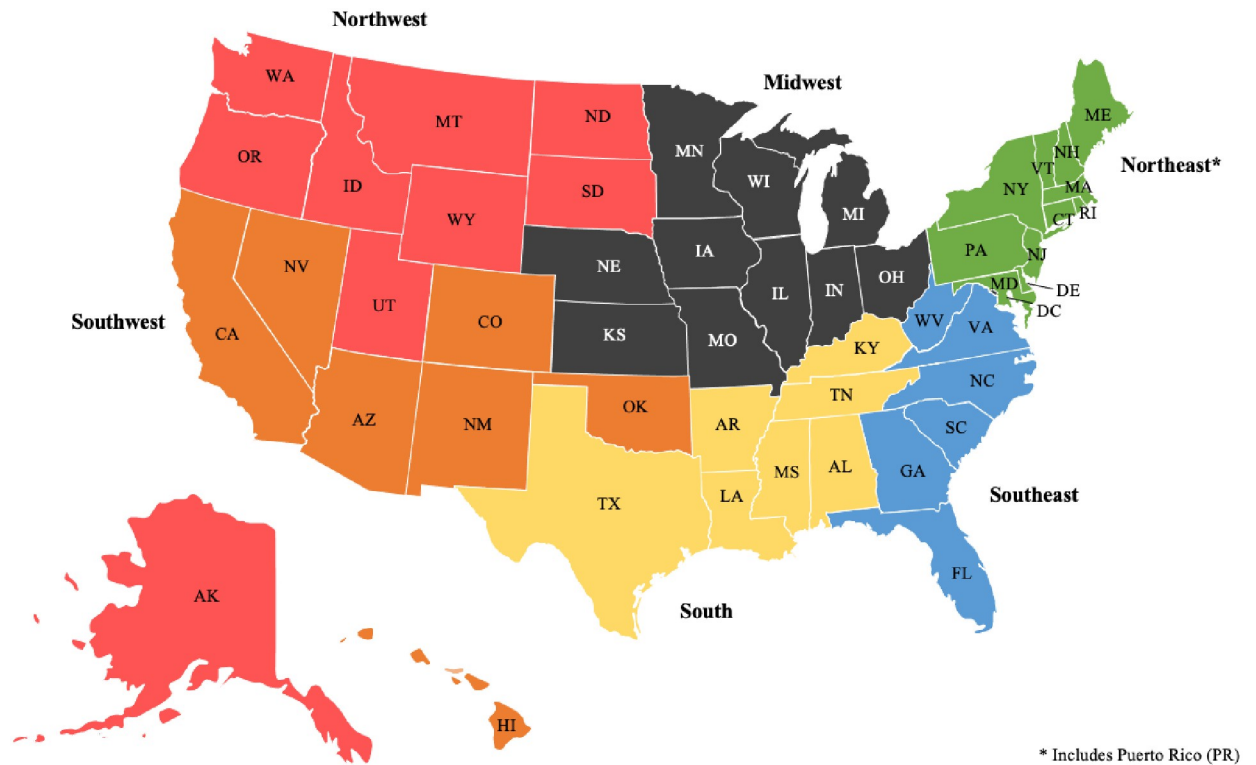 Northwest
Midwest
Northeast*
Southwest
Southeast
South
WA
OR
ID
MT
WY
ND
SD
UT
AK
CA
NV
AZ
NM
CO
OK
HI
MN
WI
MI
IA
NE
KS
MO
IL
IN
OH
TX
AR
LA
MS
AL
TN
KY
WV
VA
NC
SC
GA
FL
ME
NH
VT
NY
MA
CT
RI
PA
NJ
MD
DE
DC
* Includes Puerto Rico (PR)